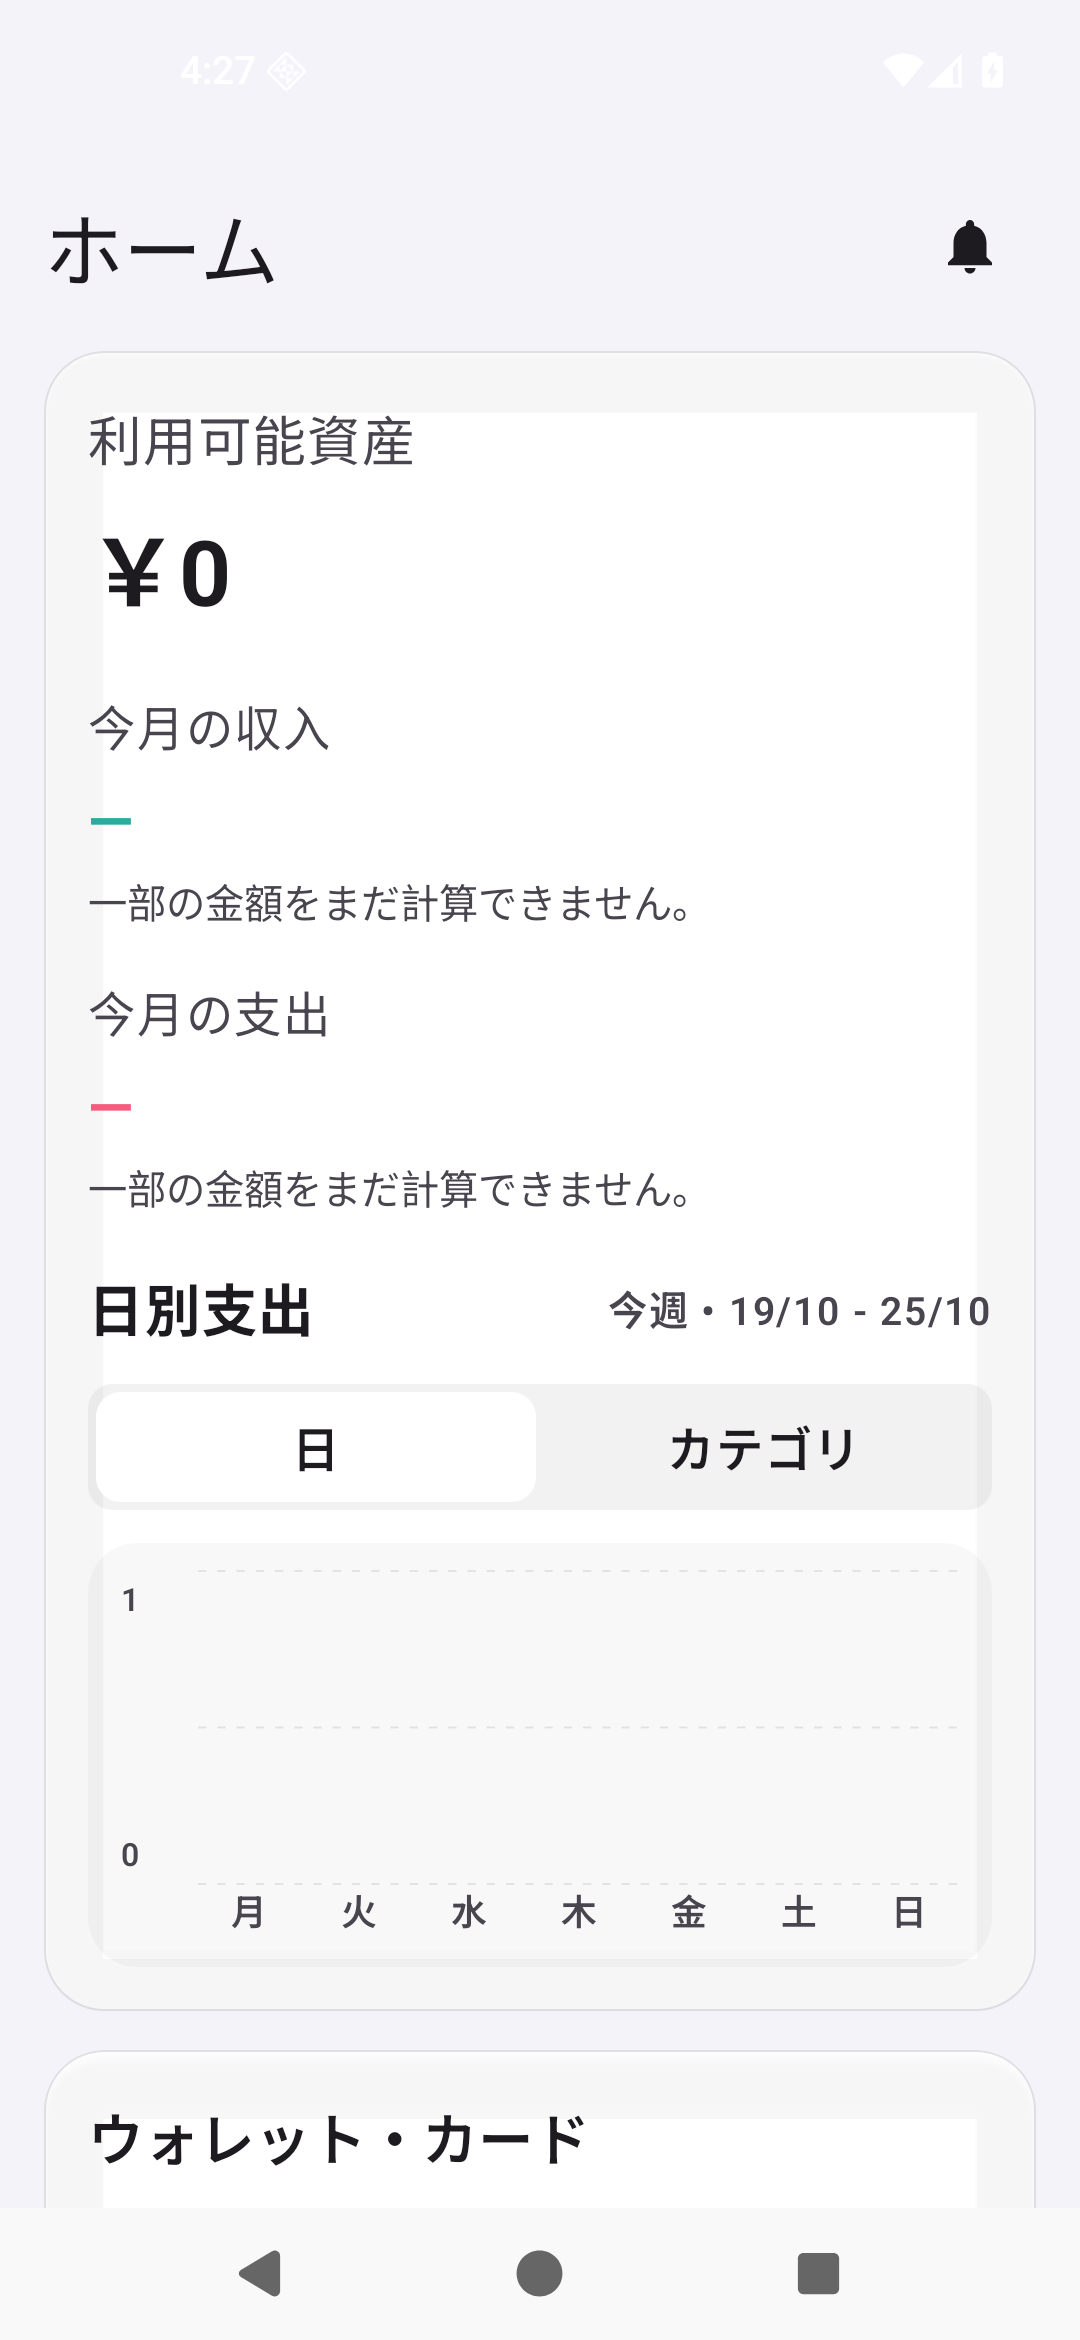 4:27
ホーム
利用可能資産
￥0
今月の収入
—
一部の金額をまだ計算できません。
今月の支出
—
一部の金額をまだ計算できません。
日別支出
今週・19/10 - 25/10
日 カテゴリ
1
0
月 火 水 木 金 土 日
ウォレット・カード